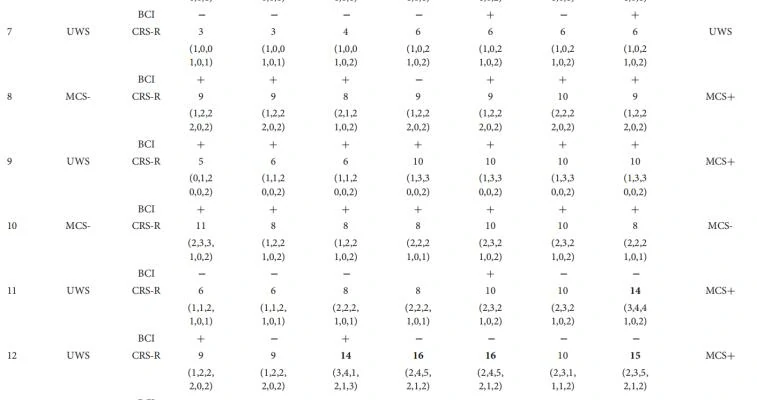 BCI − − − − + − +
7 UWS CRS-R 3 3 4 6 6 6 6 UWS
(1,0,0 (1,0,0 (1,0,0 (1,0,2 (1,0,2 (1,0,2 (1,0,2
1,0,1) 1,0,1) 1,0,2) 1,0,2) 1,0,2) 1,0,2) 1,0,2)
BCI + + + − + + +
8 MCS- CRS-R 9 9 8 9 9 10 9 MCS+
(1,2,2 (1,2,2 (2,1,2 (1,2,2 (1,2,2 (2,2,2 (1,2,2
2,0,2) 2,0,2) 1,0,2) 2,0,2) 2,0,2) 2,0,2) 2,0,2)
BCI + + + + + + +
9 UWS CRS-R 5 6 6 10 10 10 10 MCS+
(0,1,2 (1,1,2 (1,1,2 (1,3,3 (1,3,3 (1,3,3 (1,3,3
0,0,2) 0,0,2) 0,0,2) 0,0,2) 0,0,2) 0,0,2) 0,0,2)
BCI + + + + + + +
10 MCS- CRS-R 11 8 8 8 10 10 8 MCS-
(2,3,3, (1,2,2 (1,2,2 (2,2,2 (2,3,2 (2,3,2 (2,2,2
1,0,2) 1,0,2) 1,0,2) 1,0,1) 1,0,2) 1,0,2) 1,0,1)
BCI − − − + − −
11 UWS CRS-R 6 6 8 8 10 10 14 MCS+
(1,1,2, (1,1,2, (2,2,2, (2,2,2, (2,3,2 (2,3,2 (3,4,4
1,0,1) 1,0,1) 1,0,1) 1,0,1) 1,0,2) 1,0,2) 1,0,2)
BCI + − + − − − −
12 UWS CRS-R 9 9 14 16 16 10 15 MCS+
(1,2,2, (1,2,2, (3,4,1, (2,4,5, (2,4,5, (2,3,1, (2,3,5,
2,0,2) 2,0,2) 2,1,3) 2,1,2) 2,1,2) 1,1,2) 2,1,2)